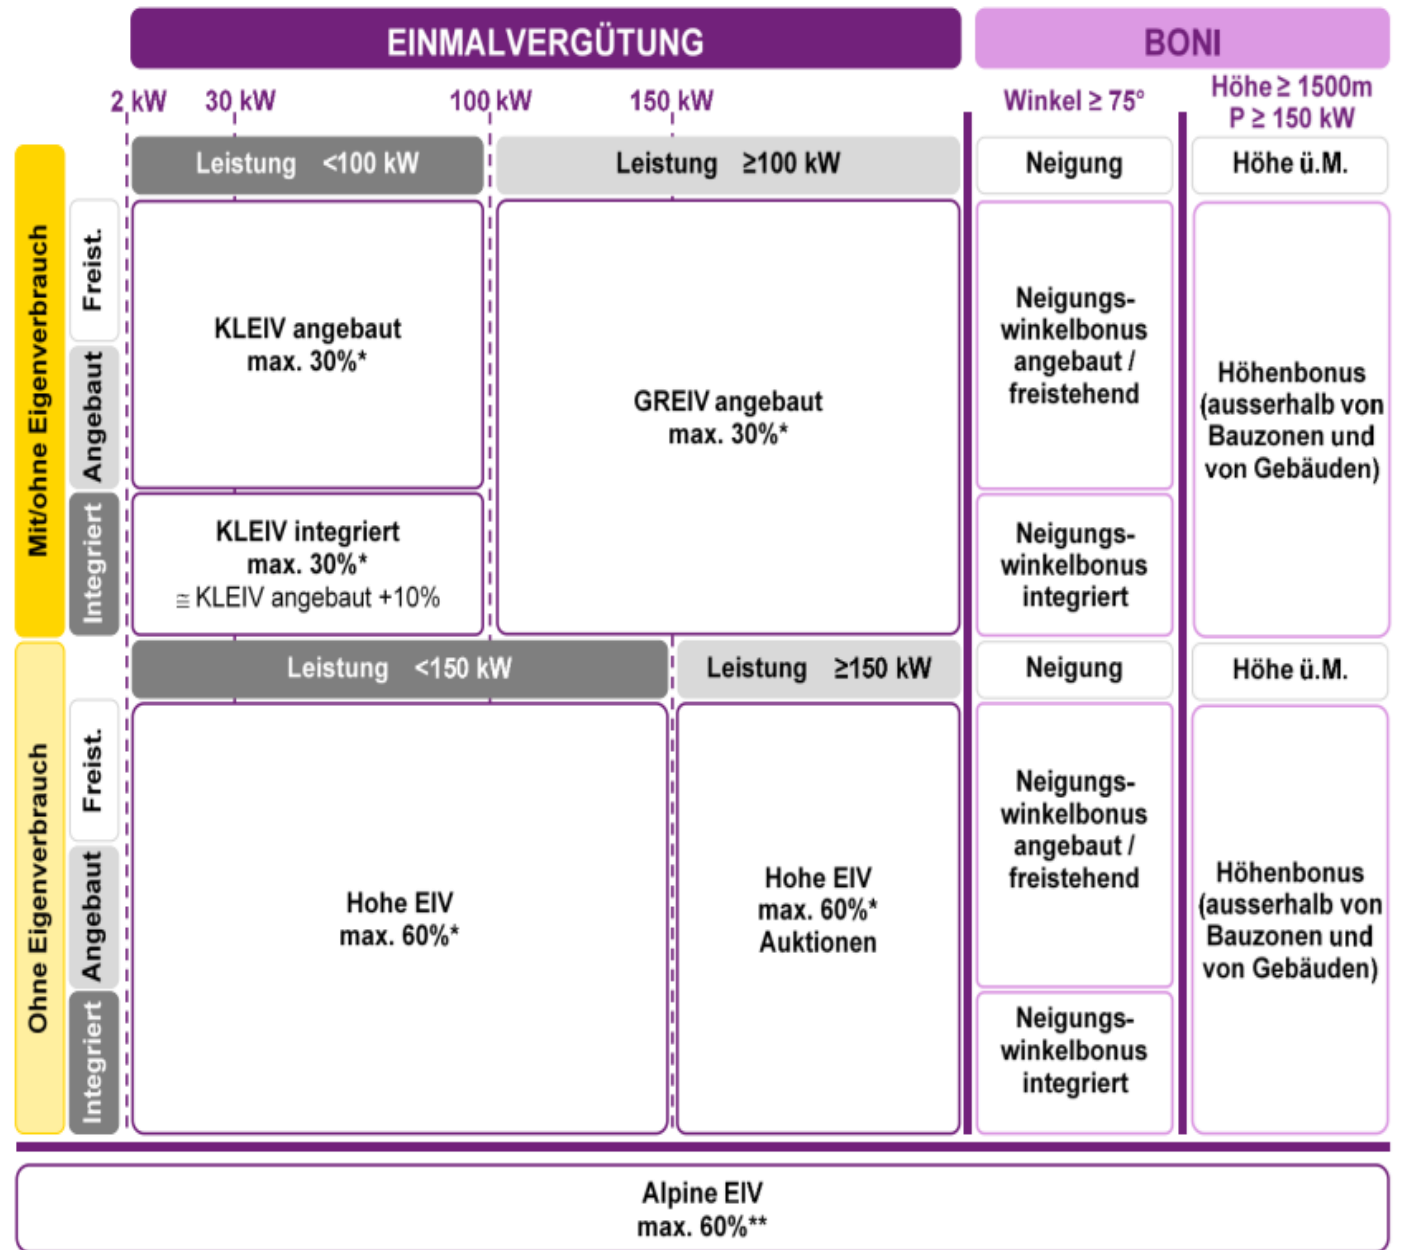 EINMALVERGÜTUNG
BONI
2 kW
30 kW
100 kW
150 kW
Winkel ≥ 75°
Höhe ≥ 1500m
P ≥ 150 kW
Mit/ohne Eigenverbrauch
Leistung <100 kW
Leistung ≥100 kW
Neigung
Höhe ü.M.
Freist.
Angebaut
Integriert
KLEIV angebaut
max. 30%*
KLEIV integriert
max. 30%*
≅ KLEIV angebaut +10%
GREIV angebaut
max. 30%*
Neigungs-
winkelbonus
angebaut /
freistehend
Neigungs-
winkelbonus
integriert
Höhenbonus
(ausserhalb von
Bauzonen und
von Gebäuden)
Ohne Eigenverbrauch
Leistung <150 kW
Leistung ≥150 kW
Neigung
Höhe ü.M.
Freist.
Angebaut
Integriert
Hohe EIV
max. 60%*
Hohe EIV
max. 60%*
Auktionen
Neigungs-
winkelbonus
angebaut /
freistehend
Neigungs-
winkelbonus
integriert
Höhenbonus
(ausserhalb von
Bauzonen und
von Gebäuden)
Alpine EIV
max. 60%**